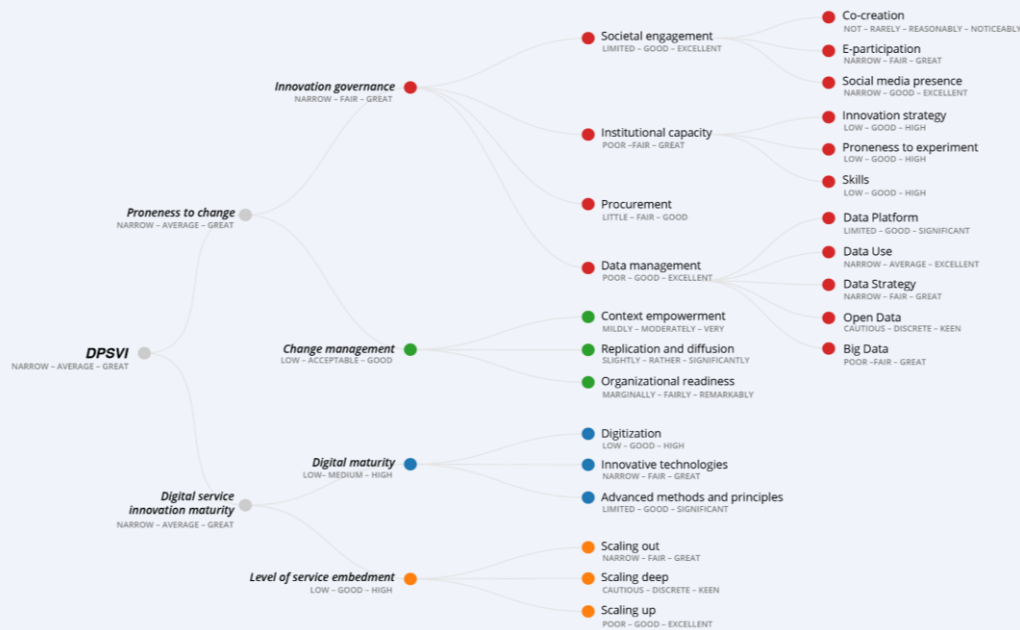 DPSVI
NARROW – AVERAGE – GREAT
Proneness to change
NARROW – AVERAGE – GREAT
Innovation governance
NARROW – FAIR – GREAT
Societal engagement
LIMITED – GOOD – EXCELLENT
Co-creation
NOT – RARELY – REASONABLY – NOTICEABLY
E-participation
NARROW – FAIR – GREAT
Social media presence
NARROW – GOOD – EXCELLENT
Institutional capacity
POOR –FAIR – GREAT
Innovation strategy
LOW – GOOD – HIGH
Proneness to experiment
LOW – GOOD – HIGH
Skills
LOW – GOOD – HIGH
Procurement
LITTLE – FAIR – GOOD
Data management
POOR – GOOD – EXCELLENT
Data Platform
LIMITED – GOOD – SIGNIFICANT
Data Use
NARROW – AVERAGE – EXCELLENT
Data Strategy
NARROW – FAIR – GREAT
Open Data
CAUTIOUS – DISCRETE – KEEN
Big Data
POOR –FAIR – GREAT
Change management
LOW – ACCEPTABLE – GOOD
Context empowerment
MILDLY – MODERATELY – VERY
Replication and diffusion
SLIGHTLY – RATHER – SIGNIFICANTLY
Organizational readiness
MARGINALLY – FAIRLY – REMARKABLY
Digital service
innovation maturity
NARROW – AVERAGE – GREAT
Digital maturity
LOW– MEDIUM – HIGH
Digitization
LOW – GOOD – HIGH
Innovative technologies
NARROW – FAIR – GREAT
Advanced methods and principles
LIMITED – GOOD – SIGNIFICANT
Level of service embedment
LOW – GOOD – HIGH
Scaling out
NARROW – FAIR – GREAT
Scaling deep
CAUTIOUS – DISCRETE – KEEN
Scaling up
POOR – GOOD – EXCELLENT